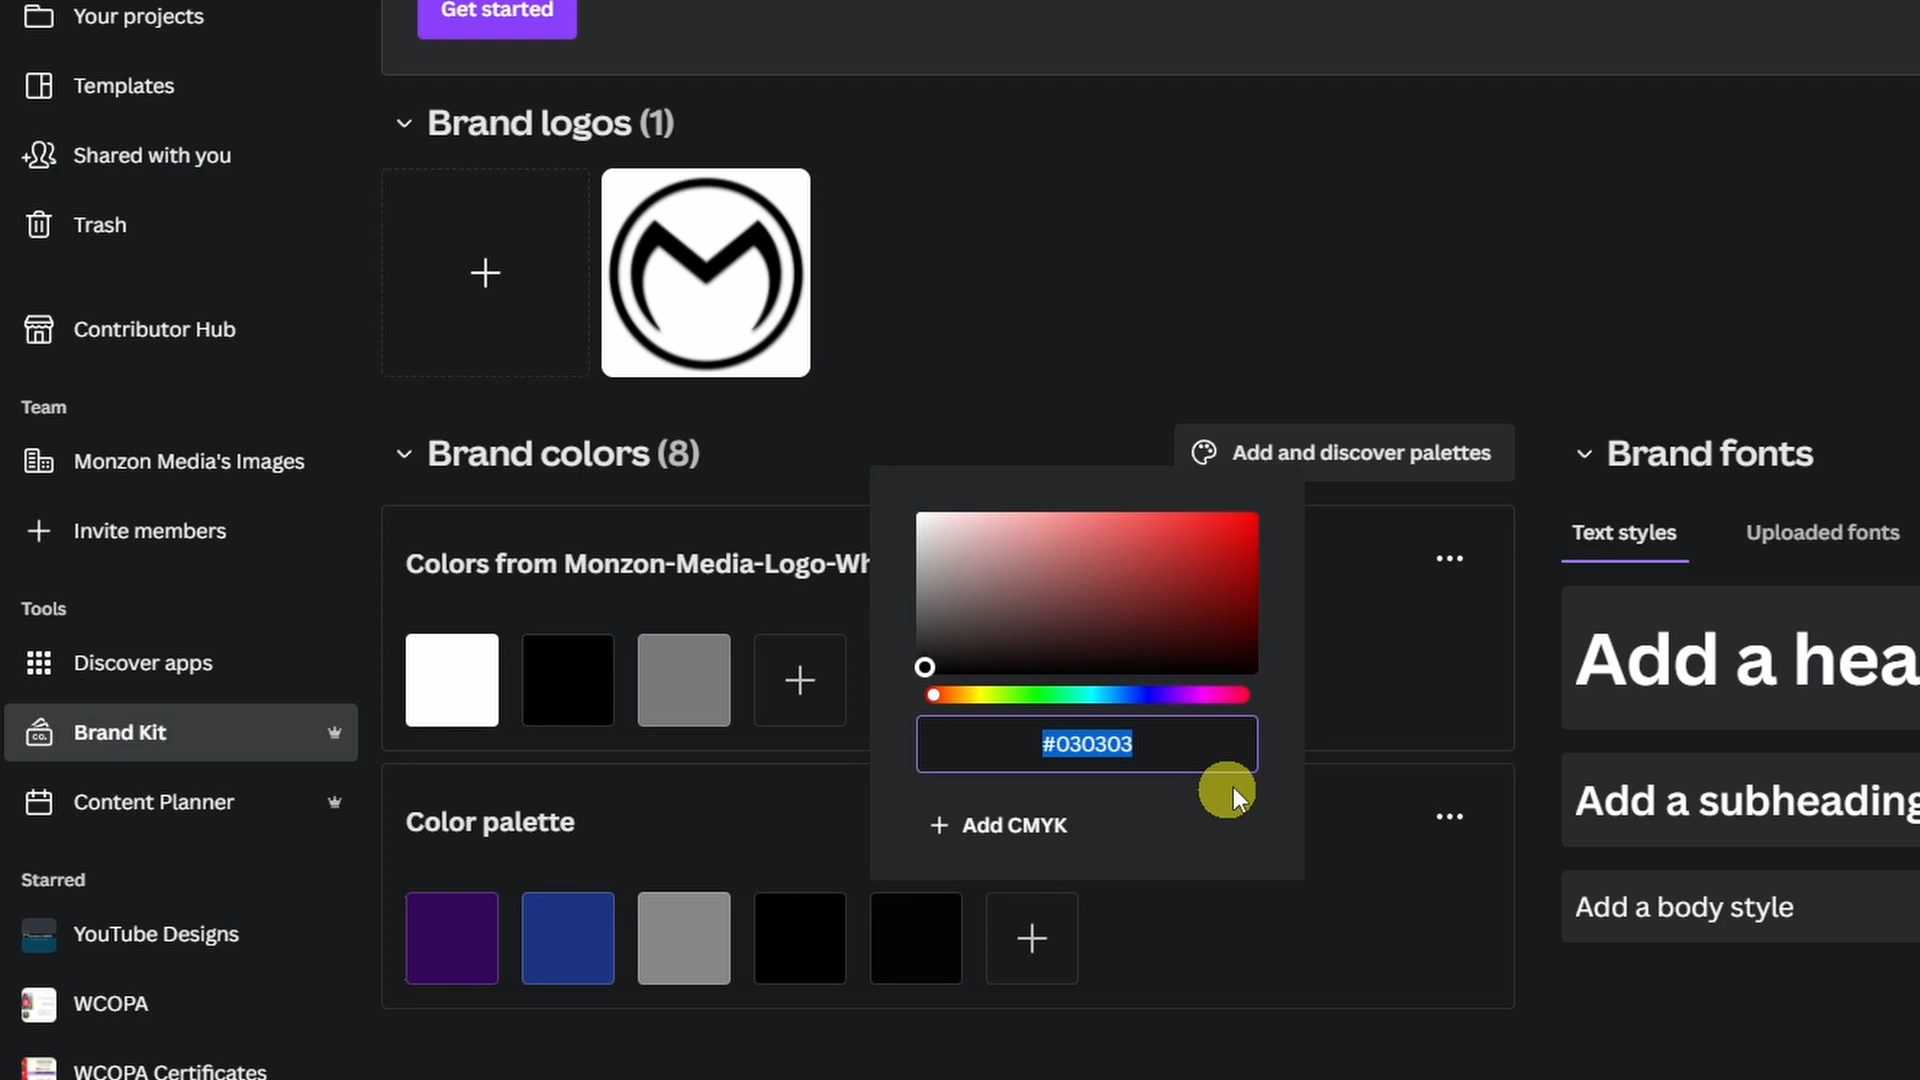 Your projects
Templates
Shared with you
Trash
Contributor Hub
Team
Monzon Media's Images
Invite members
Tools
Discover apps
CO.
Brand Kit
Content Planner
Starred
YouTube Designs
WCOPA
WCOPA Certificates
Get started
Brand logos (1)
Brand colors (8)
Add and discover palettes
Colors from Monzon-Media-Logo-Wh
#030303
+ Add CMYK
Color palette
Brand fonts
Text styles
Uploaded fonts
Add a hea
Add a subheading
Add a body style